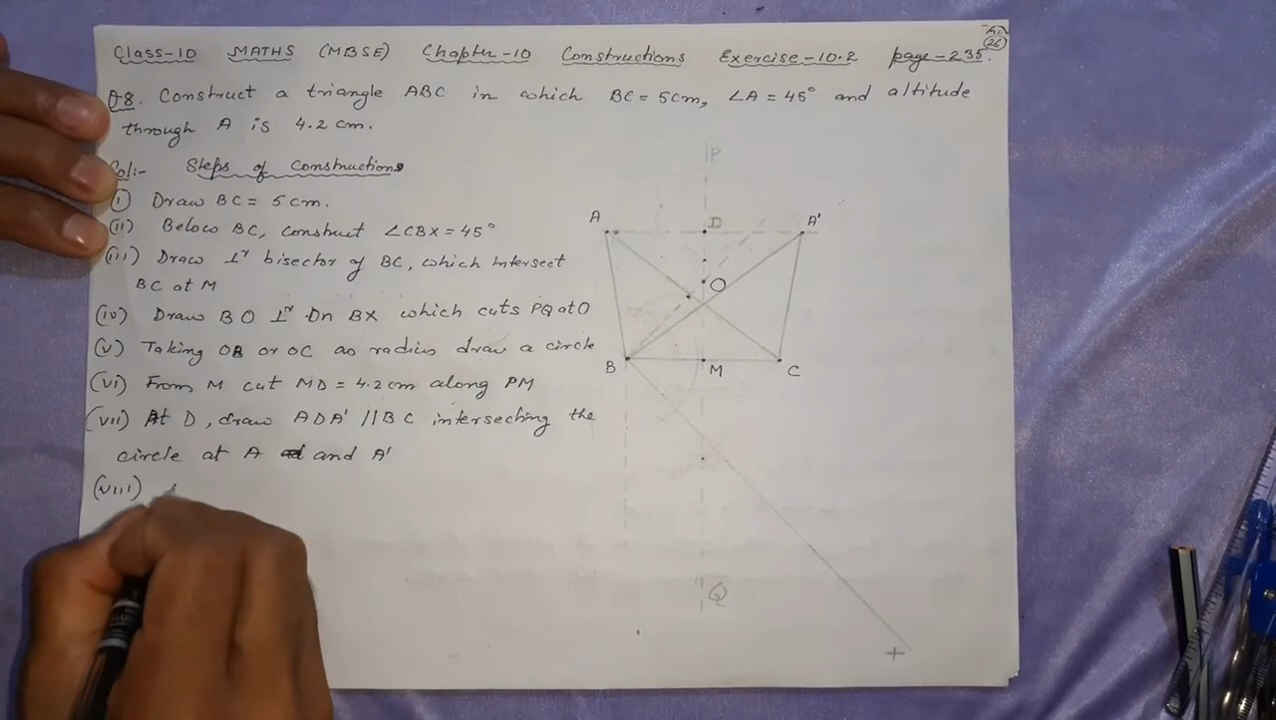 Class-10 MATHS (MBSE) Chapter-10 Constructions Exercise-10.2 page-235.
Q8. Construct a triangle ABC in which BC = 5cm, ∠A = 45° and altitude
through A is 4.2 cm.
Sol:- Steps of Constructions
(i) Draw BC = 5cm.
(ii) Below BC, construct ∠CBX = 45°
(iii) Draw ⊥r bisector of BC, which intersect
BC at M
(iv) Draw BO ⊥r on BX which cuts PQ at O
(v) Taking OB or OC as radius draw a circle
(vi) From M cut MD = 4.2cm along PM
(vii) At D, draw ADA' // BC intersecting the
circle at A and A'
(viii)
P
A D A'
O
B M C
Q